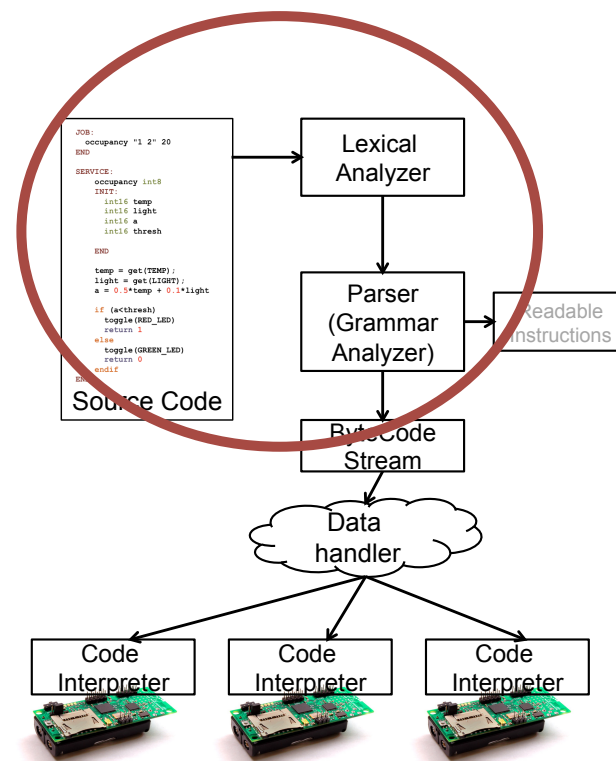 JOB:
occupancy "1 2" 20
END
SERVICE:
occupancy int8
INIT:
int16 temp
int16 light
int16 a
int16 thresh
END
temp = get(TEMP);
light = get(LIGHT);
a = 0.5*temp + 0.1*light
if (a<thresh)
toggle(RED_LED)
return 1
else
toggle(GREEN_LED)
return 0
endif
END
Source Code
Lexical
Analyzer
Parser
(Grammar
Analyzer)
Readable
Instructions
ByteCode
Stream
Data
handler
Code
Interpreter
Code
Interpreter
Code
Interpreter